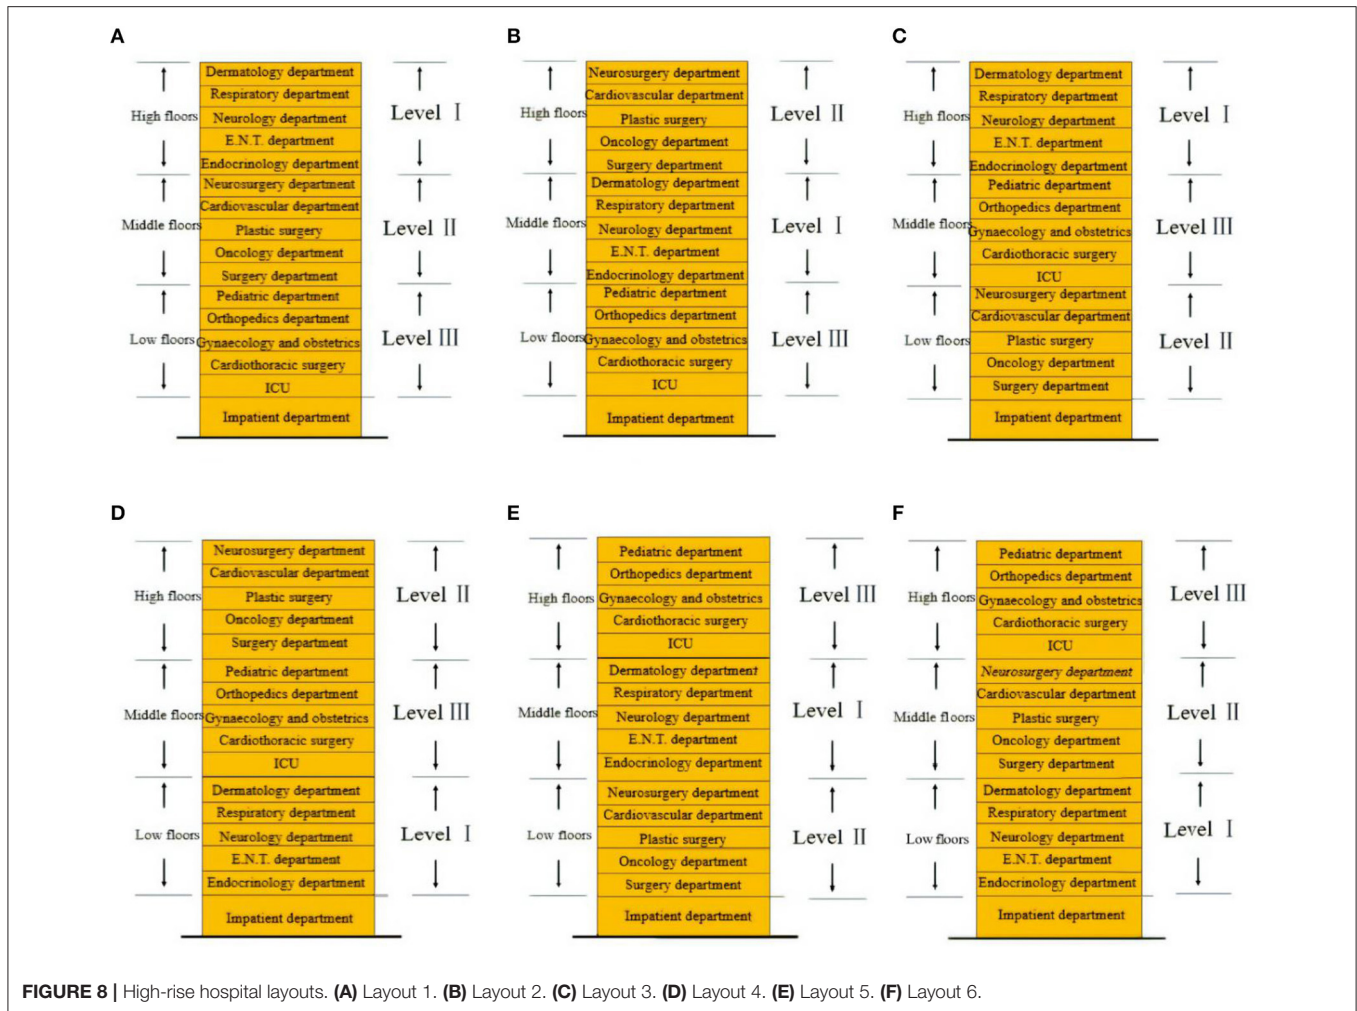 A
High floors
Middle floors
Low floors
Dermatology department
Respiratory department
Neurology department
E.N.T. department
Endocrinology department
Neurosurgery department
Cardiovascular department
Plastic surgery
Oncology department
Surgery department
Pediatric department
Orthopedics department
Gynaecology and obstetrics
Cardiothoracic surgery
ICU
Impatient department
Level I
Level II
Level III
B
High floors
Middle floors
Low floors
Neurosurgery department
Cardiovascular department
Plastic surgery
Oncology department
Surgery department
Dermatology department
Respiratory department
Neurology department
E.N.T. department
Endocrinology department
Pediatric department
Orthopedics department
Gynaecology and obstetrics
Cardiothoracic surgery
ICU
Impatient department
Level II
Level I
Level III
C
High floors
Middle floors
Low floors
Dermatology department
Respiratory department
Neurology department
E.N.T. department
Endocrinology department
Pediatric department
Orthopedics department
Gynaecology and obstetrics
Cardiothoracic surgery
ICU
Neurosurgery department
Cardiovascular department
Plastic surgery
Oncology department
Surgery department
Impatient department
Level I
Level III
Level II
D
High floors
Middle floors
Low floors
Neurosurgery department
Cardiovascular department
Plastic surgery
Oncology department
Surgery department
Pediatric department
Orthopedics department
Gynaecology and obstetrics
Cardiothoracic surgery
ICU
Dermatology department
Respiratory department
Neurology department
E.N.T. department
Endocrinology department
Impatient department
Level II
Level III
Level I
E
High floors
Middle floors
Low floors
Pediatric department
Orthopedics department
Gynaecology and obstetrics
Cardiothoracic surgery
ICU
Dermatology department
Respiratory department
Neurology department
E.N.T. department
Endocrinology department
Neurosurgery department
Cardiovascular department
Plastic surgery
Oncology department
Surgery department
Impatient department
Level III
Level I
Level II
F
High floors
Middle floors
Low floors
Pediatric department
Orthopedics department
Gynaecology and obstetrics
Cardiothoracic surgery
ICU
Neurosurgery department
Cardiovascular department
Plastic surgery
Oncology department
Surgery department
Dermatology department
Respiratory department
Neurology department
E.N.T. department
Endocrinology department
Impatient department
Level III
Level II
Level I
FIGURE 8 | High-rise hospital layouts. (A) Layout 1. (B) Layout 2. (C) Layout 3. (D) Layout 4. (E) Layout 5. (F) Layout 6.